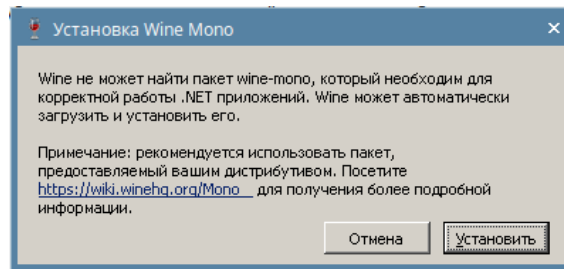 Установка Wine Mono
Wine не может найти пакет wine-mono, который необходим для
корректной работы .NET приложений. Wine может автоматически
загрузить и установить его.
Примечание: рекомендуется использовать пакет,
предоставляемый вашим дистрибутивом. Посетите
https://wiki.winehq.org/Mono для получения более подробной
информации.
Отмена
Установить